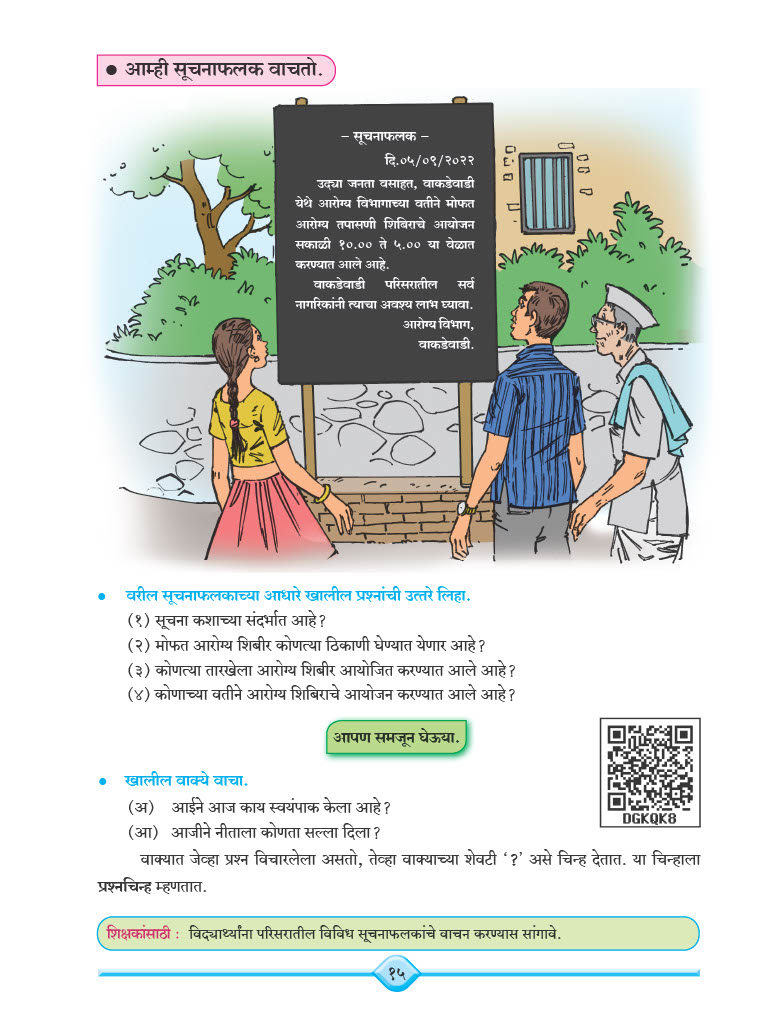 ● आम्ही सूचनाफलक वाचतो.
– सूचनाफलक –
दि.०५/०९/२०२२
उद्या जनता वसाहत, वाकडेवाडी
येथे आरोग्य विभागाच्या वतीने मोफत
आरोग्य तपासणी शिबिराचे आयोजन
सकाळी १०.०० ते ५.०० या वेळात
करण्यात आले आहे.
वाकडेवाडी परिसरातील सर्व
नागरिकांनी त्याचा अवश्य लाभ घ्यावा.
आरोग्य विभाग,
वाकडेवाडी.
● वरील सूचनाफलकाच्या आधारे खालील प्रश्नांची उत्तरे लिहा.
(१) सूचना कशाच्या संदर्भात आहे?
(२) मोफत आरोग्य शिबीर कोणत्या ठिकाणी घेण्यात येणार आहे?
(३) कोणत्या तारखेला आरोग्य शिबीर आयोजित करण्यात आले आहे?
(४) कोणाच्या वतीने आरोग्य शिबिराचे आयोजन करण्यात आले आहे?
आपण समजून घेऊया.
● खालील वाक्ये वाचा.
(अ) आईने आज काय स्वयंपाक केला आहे?
(आ) आजीने नीताला कोणता सल्ला दिला?
DGKQK8
वाक्यात जेव्हा प्रश्न विचारलेला असतो, तेव्हा वाक्याच्या शेवटी ‘?’ असे चिन्ह देतात. या चिन्हाला
प्रश्नचिन्ह म्हणतात.
शिक्षकांसाठी : विद्यार्थ्यांना परिसरातील विविध सूचनाफलकांचे वाचन करण्यास सांगावे.
१५